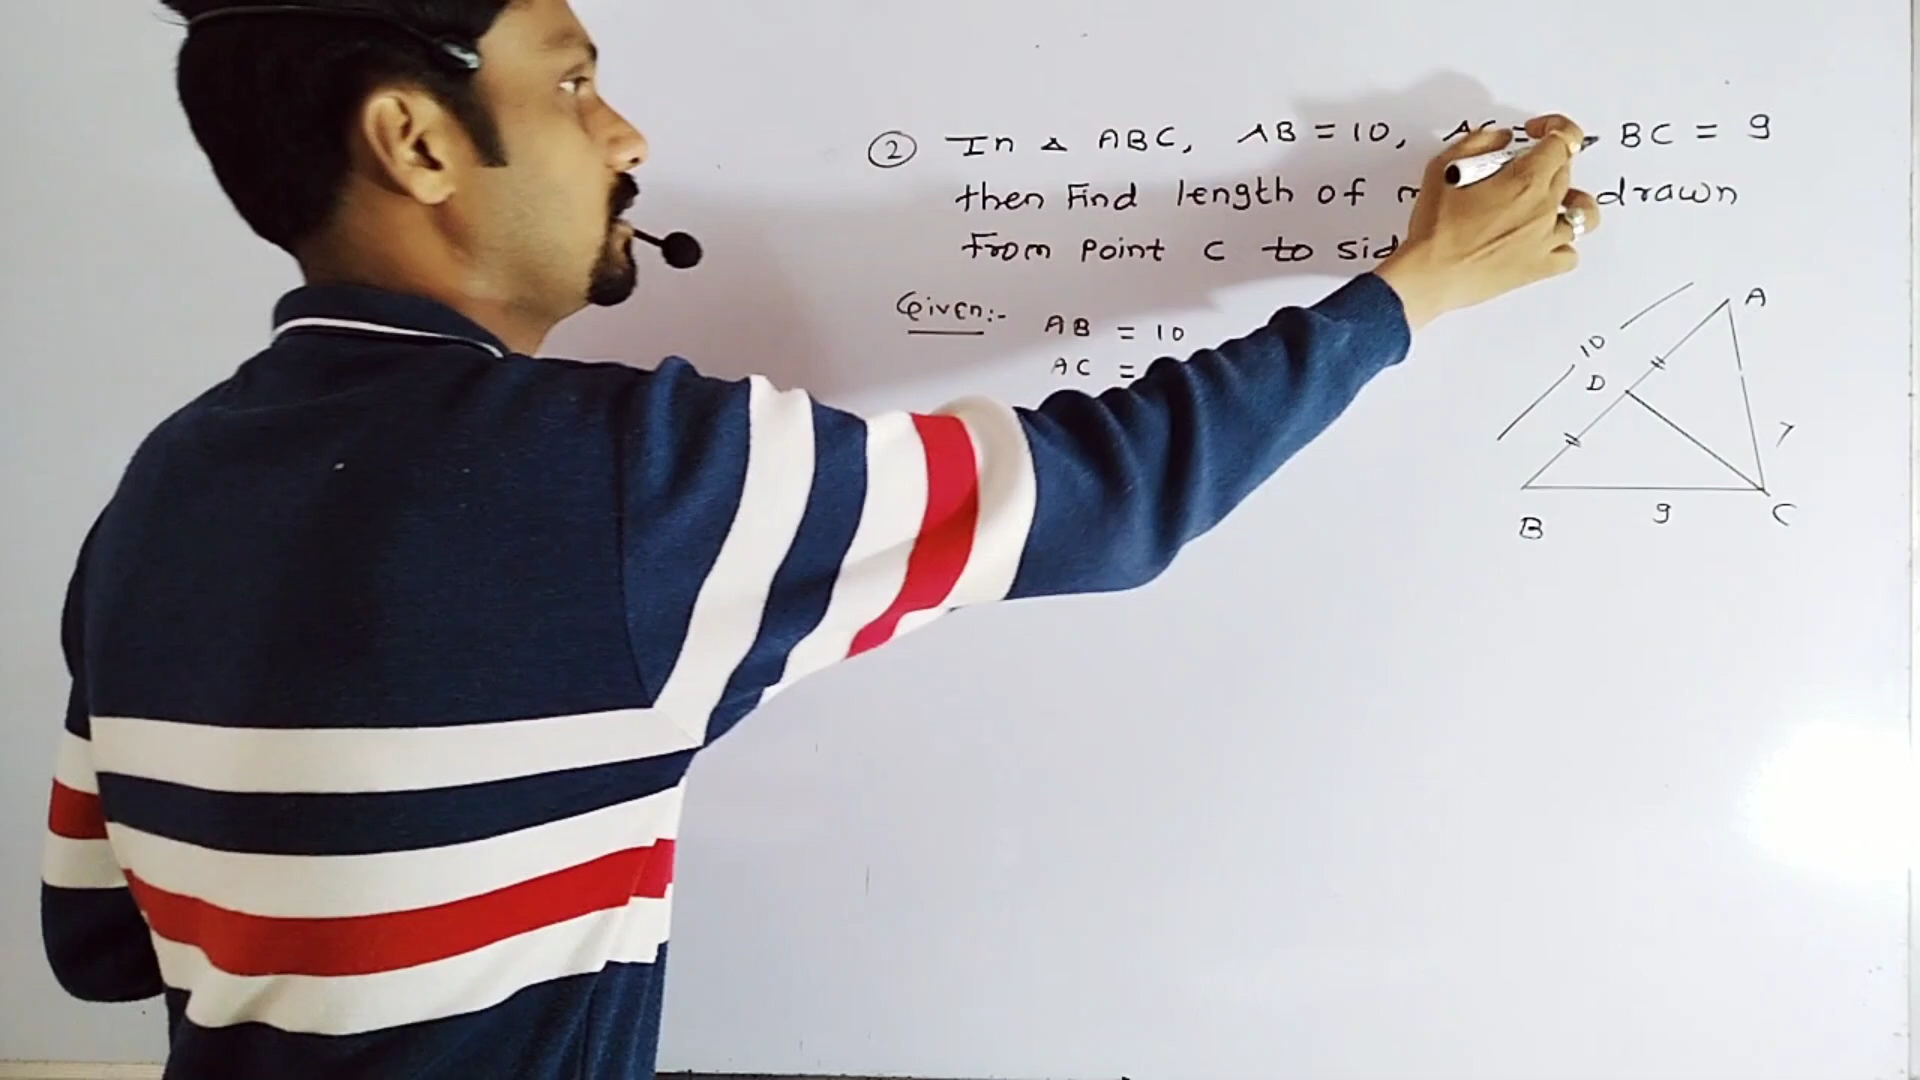 ② In △ ABC, AB = 10, AC = BC = 9
then Find length of drawn
From Point C to
Given:-
AB = 10
AC =
A
10
D
7
9
B
C